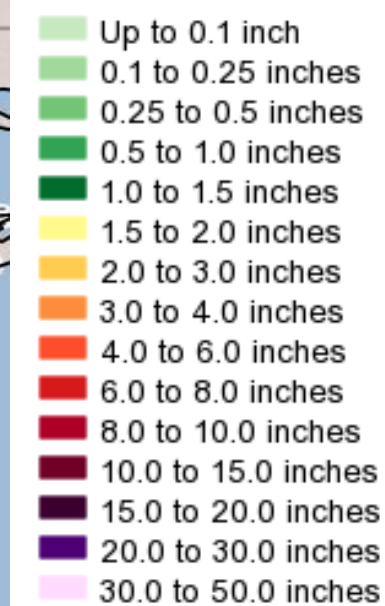 Up to 0.1 inch
0.1 to 0.25 inches
0.25 to 0.5 inches
0.5 to 1.0 inches
1.0 to 1.5 inches
1.5 to 2.0 inches
2.0 to 3.0 inches
3.0 to 4.0 inches
4.0 to 6.0 inches
6.0 to 8.0 inches
8.0 to 10.0 inches
10.0 to 15.0 inches
15.0 to 20.0 inches
20.0 to 30.0 inches
30.0 to 50.0 inches